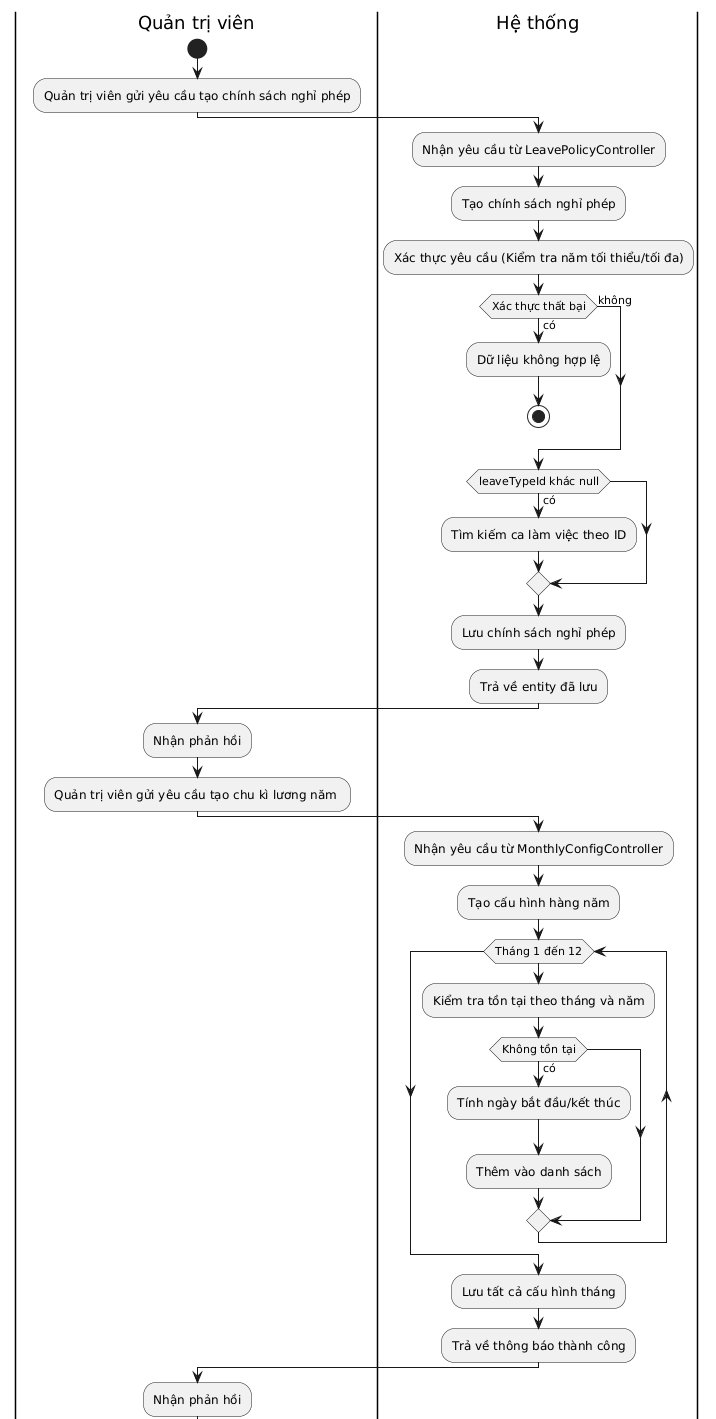 Quản trị viên
Hệ thống
Quản trị viên gửi yêu cầu tạo chính sách nghỉ phép
Nhận yêu cầu từ LeavePolicyController
Tạo chính sách nghỉ phép
Xác thực yêu cầu (Kiểm tra năm tối thiểu/tối đa)
Xác thực thất bại
không
có
Dữ liệu không hợp lệ
leaveTypeId khác null
có
Tìm kiếm ca làm việc theo ID
Lưu chính sách nghỉ phép
Trả về entity đã lưu
Nhận phản hồi
Quản trị viên gửi yêu cầu tạo chu kì lương năm
Nhận yêu cầu từ MonthlyConfigController
Tạo cấu hình hàng năm
Tháng 1 đến 12
Kiểm tra tồn tại theo tháng và năm
Không tồn tại
có
Tính ngày bắt đầu/kết thúc
Thêm vào danh sách
Lưu tất cả cấu hình tháng
Trả về thông báo thành công
Nhận phản hồi